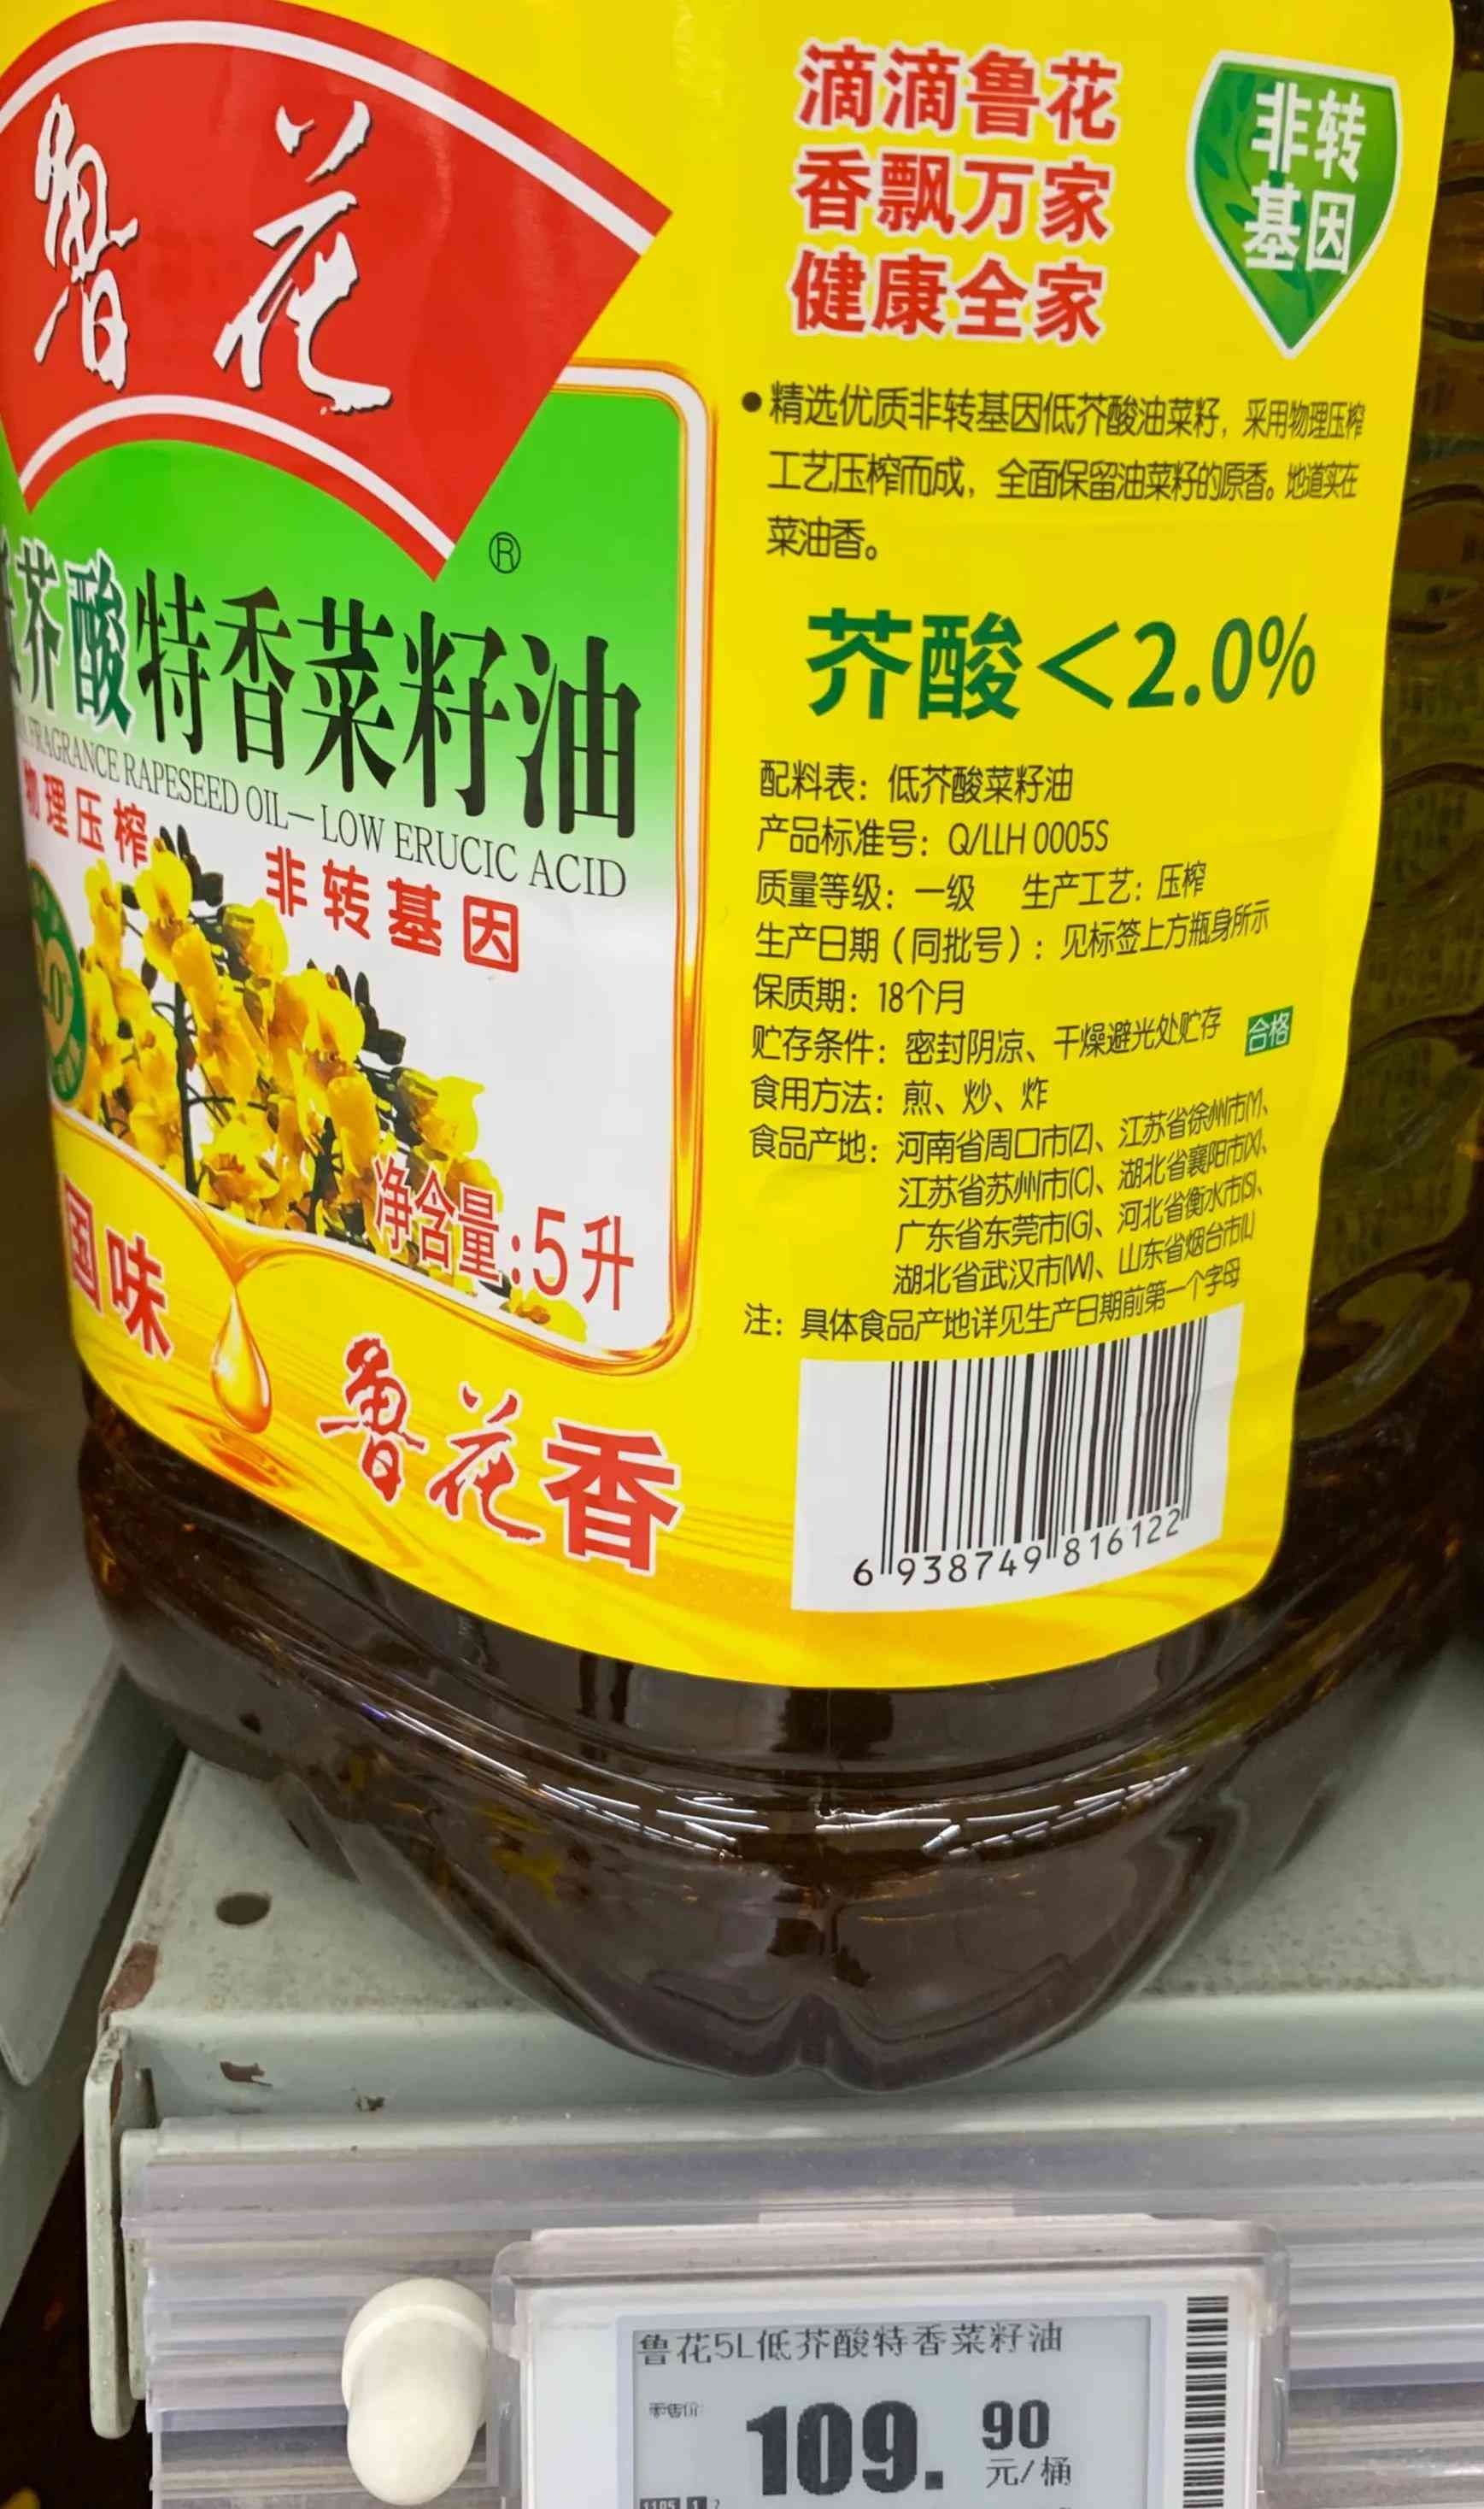 鲁花
®
芥酸特香菜籽油
FRAGRANCE RAPESEED OIL—LOW ERUCIC ACID
物理压榨
非转基因
净含量:5升
国味
鲁花香
滴滴鲁花
香飘万家
健康全家
非转
基因
•精选优质非转基因低芥酸油菜籽，采用物理压榨
工艺压榨而成，全面保留油菜籽的原香。地道实在
菜油香。
芥酸<2.0%
配料表：低芥酸菜籽油
产品标准号：Q/LLH 0005S
质量等级：一级 生产工艺：压榨
生产日期（同批号）：见标签上方瓶身所示
保质期：18个月
贮存条件：密封阴凉、干燥避光处贮存 合格
食用方法：煎、炒、炸
食品产地：河南省周口市(Z)、江苏省徐州市(Y)、
江苏省苏州市(C)、湖北省襄阳市(X)、
广东省东莞市(G)、河北省衡水市(S)、
湖北省武汉市(W)、山东省烟台市(L)
注：具体食品产地详见生产日期前第一个字母
6 938749 816122
鲁花5L低芥酸特香菜籽油
零售价:
109.90
元/桶